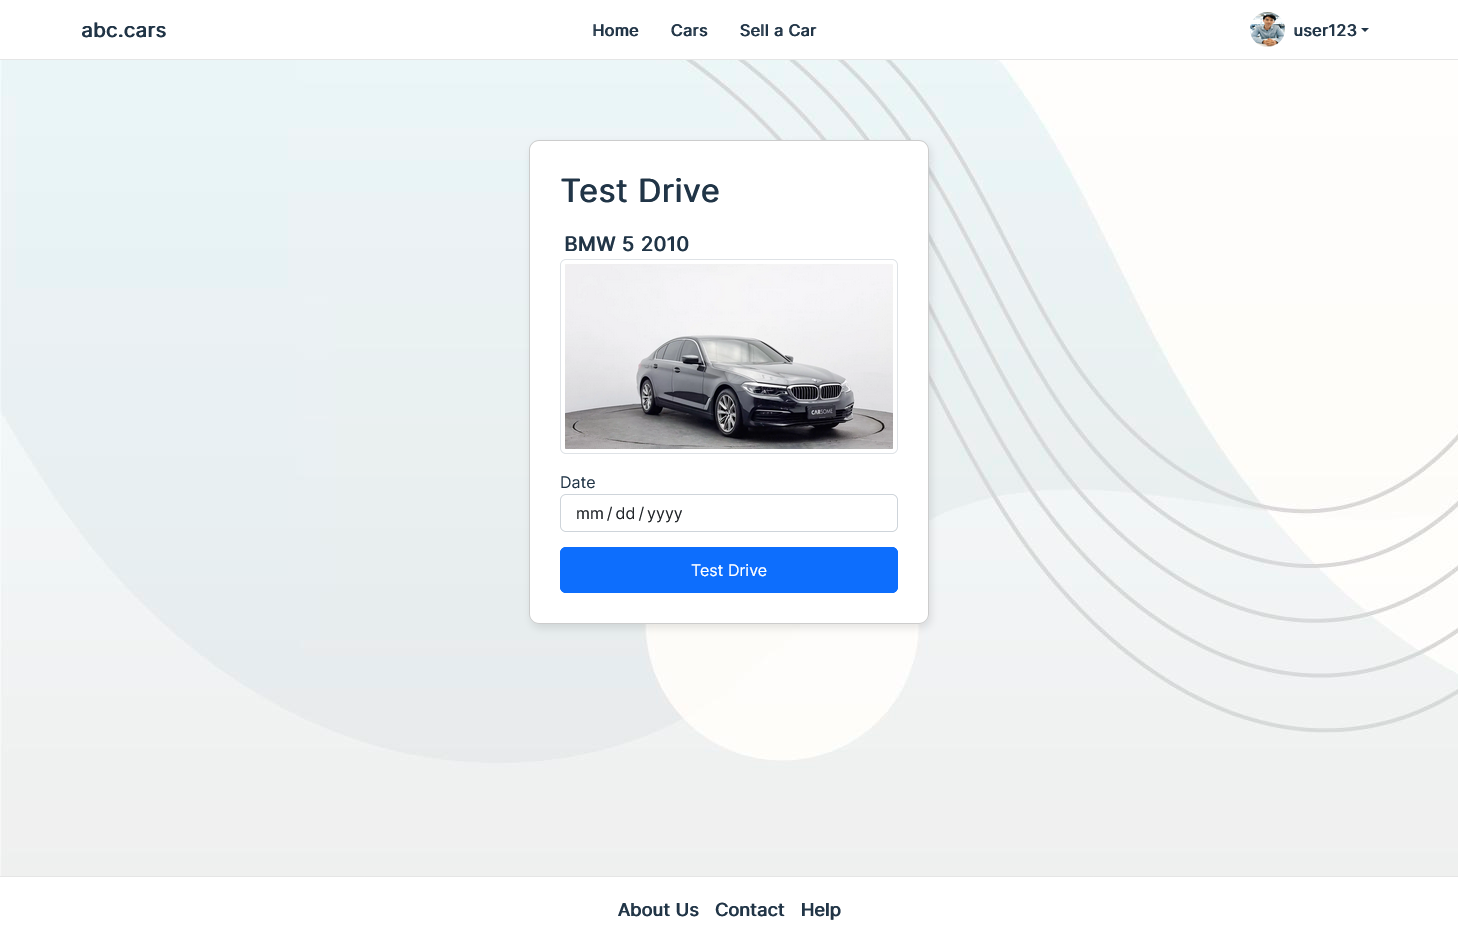 abc.cars
Home Cars Sell a Car
user123
Test Drive
BMW 5 2010
CARSOME
Date
mm / dd / yyyy
Test Drive
About Us Contact Help